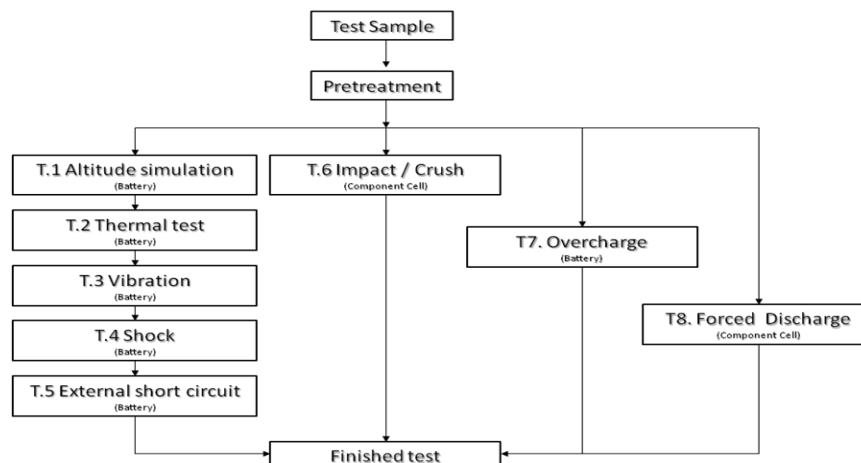 Test Sample
Pretreatment
T.1 Altitude simulation
(Battery)
T.2 Thermal test
(Battery)
T.3 Vibration
(Battery)
T.4 Shock
(Battery)
T.5 External short circuit
(Battery)
T.6 Impact / Crush
(Component Cell)
T7. Overcharge
(Battery)
T8. Forced  Discharge
(Component Cell)
Finished test